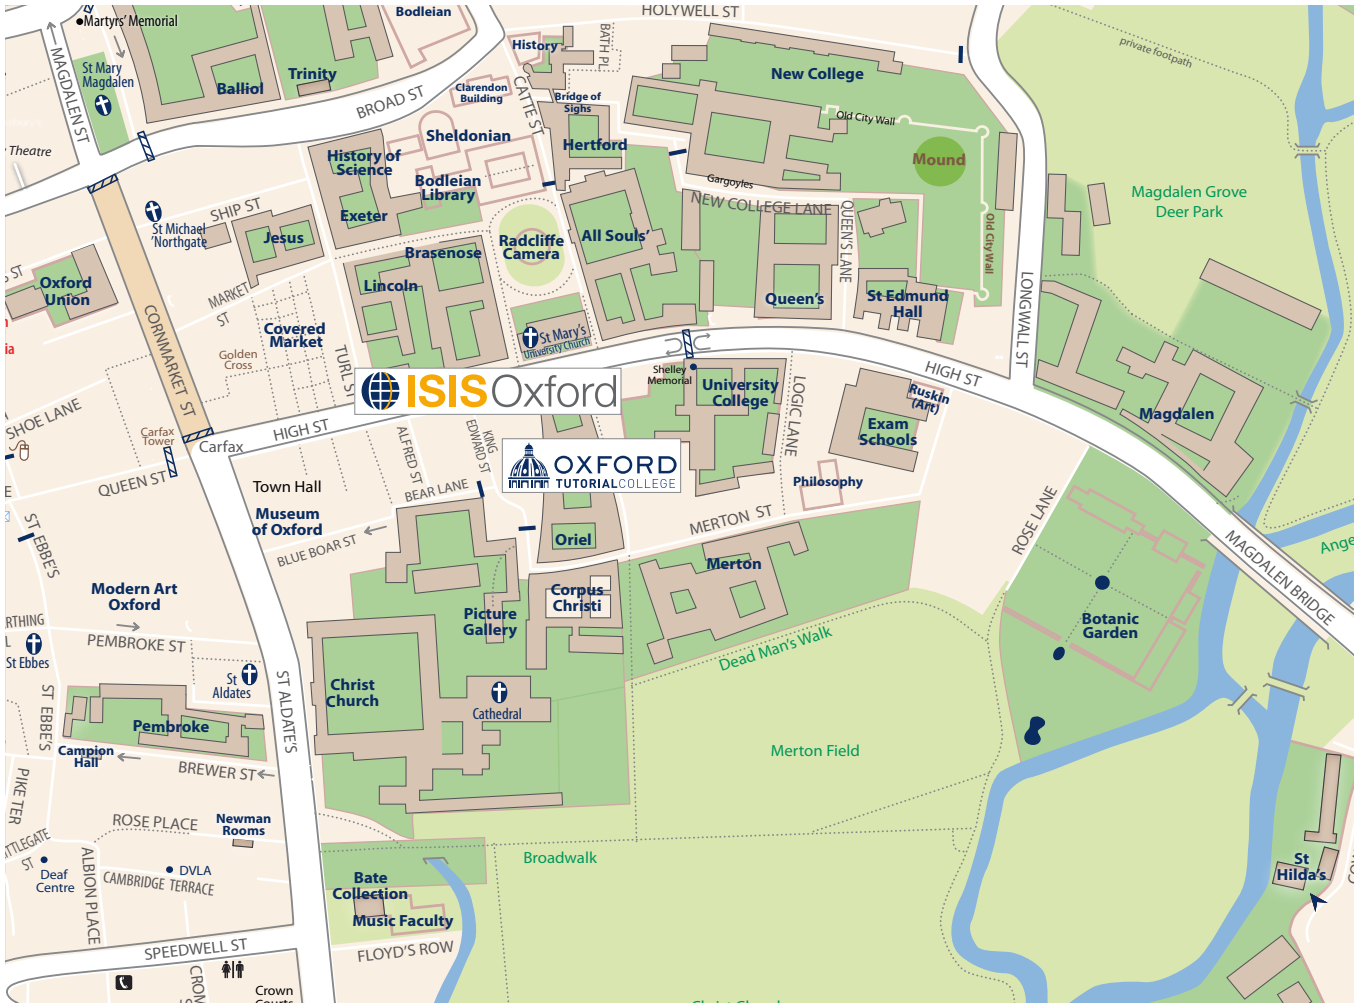 Martyrs' Memorial
Bodleian
HOLYWELL ST
MAGDALEN ST
St Mary
Magdalen
Balliol
Trinity
BROAD ST
History
BATH PL
CATTE ST
Clarendon
Building
Bridge of
Sighs
New College
Old City Wall
private footpath
Theatre
History of
Science
Sheldonian
Bodleian
Library
Hertford
Mound
Gargoyles
NEW COLLEGE LANE
QUEEN'S LANE
Old City Wall
Magdalen Grove
Deer Park
SHIP ST
St Michael
'Northgate
Jesus
Exeter
Brasenose
Radcliffe
Camera
All Souls'
ST
Oxford
Union
ia
MARKET
ST
Lincoln
Queen's
St Edmund
Hall
LONGWALL ST
CORNMARKET ST
Covered
Market
Golden
Cross
TURL ST
St Mary's
University Church
Shelley
Memorial
University
College
LOGIC LANE
HIGH ST
Ruskin
(Art)
Magdalen
ISIS Oxford
SHOE LANE
Carfax
Tower
Carfax
HIGH ST
ALFRED ST
KING
EDWARD ST
Exam
Schools
QUEEN ST
Town Hall
BEAR LANE
OXFORD
TUTORIALCOLLEGE
Philosophy
E
ST EBBE'S
Museum
of Oxford
BLUE BOAR ST
Oriel
MERTON ST
ROSE LANE
MAGDALEN BRIDGE
Ange
Merton
Modern Art
Oxford
Picture
Gallery
Corpus
Christi
Botanic
Garden
RTHING
L
PEMBROKE ST
Dead Man's Walk
St Ebbes
St
Aldates
ST ALDATE'S
Christ
Church
Cathedral
ST EBBE'S
Pembroke
Campion
Hall
BREWER ST
Merton Field
PIKE TER
ROSE PLACE
Newman
Rooms
TTLEGATE
ST
Deaf
Centre
ALBION PLACE
DVLA
CAMBRIDGE TERRACE
Broadwalk
Bate
Collection
Music Faculty
St
Hilda's
SPEEDWELL ST
FLOYD'S ROW
CROM
Crown